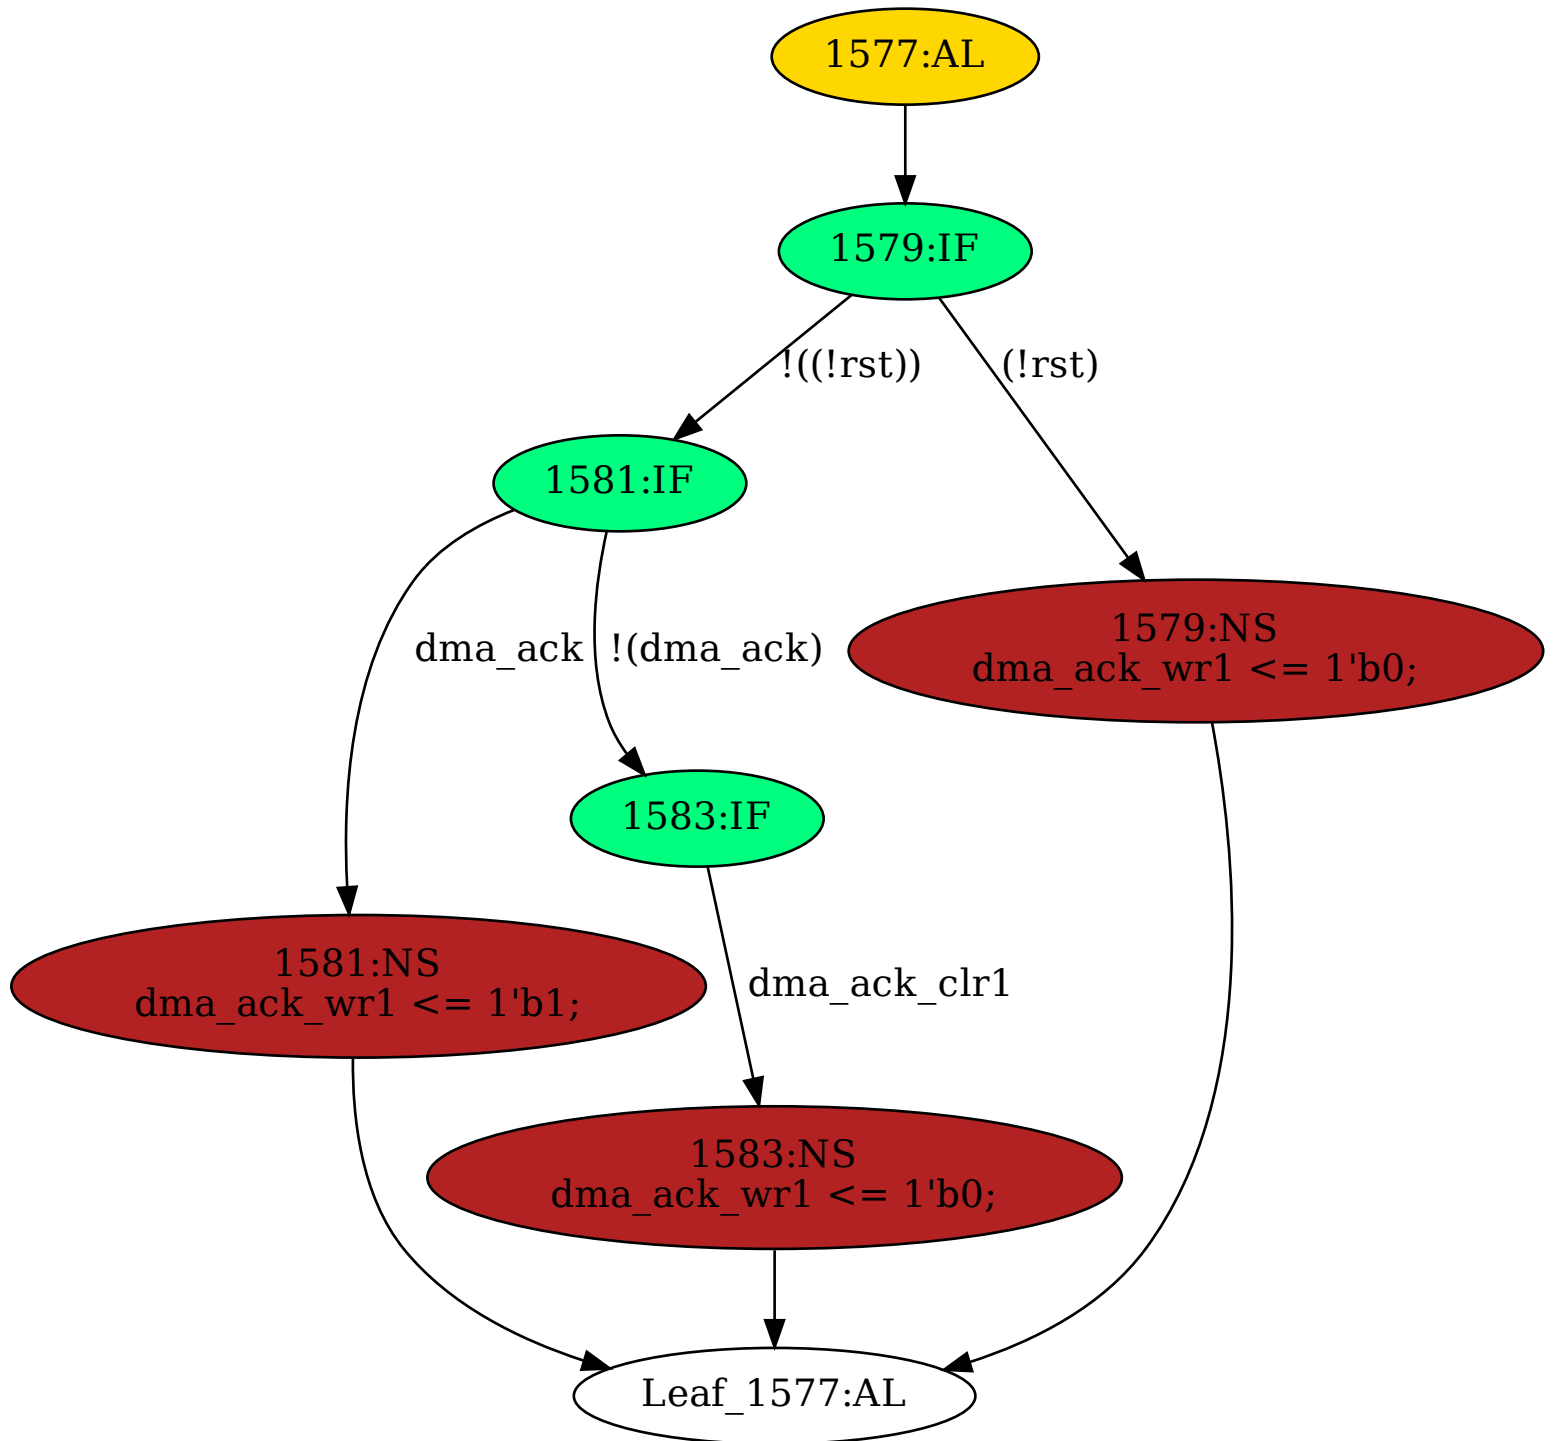 1577:AL
1579:IF
!((!rst))
(!rst)
1581:IF
dma_ack
!(dma_ack)
1579:NS
dma_ack_wr1 <= 1'b0;
1583:IF
1581:NS
dma_ack_wr1 <= 1'b1;
dma_ack_clr1
1583:NS
dma_ack_wr1 <= 1'b0;
Leaf_1577:AL